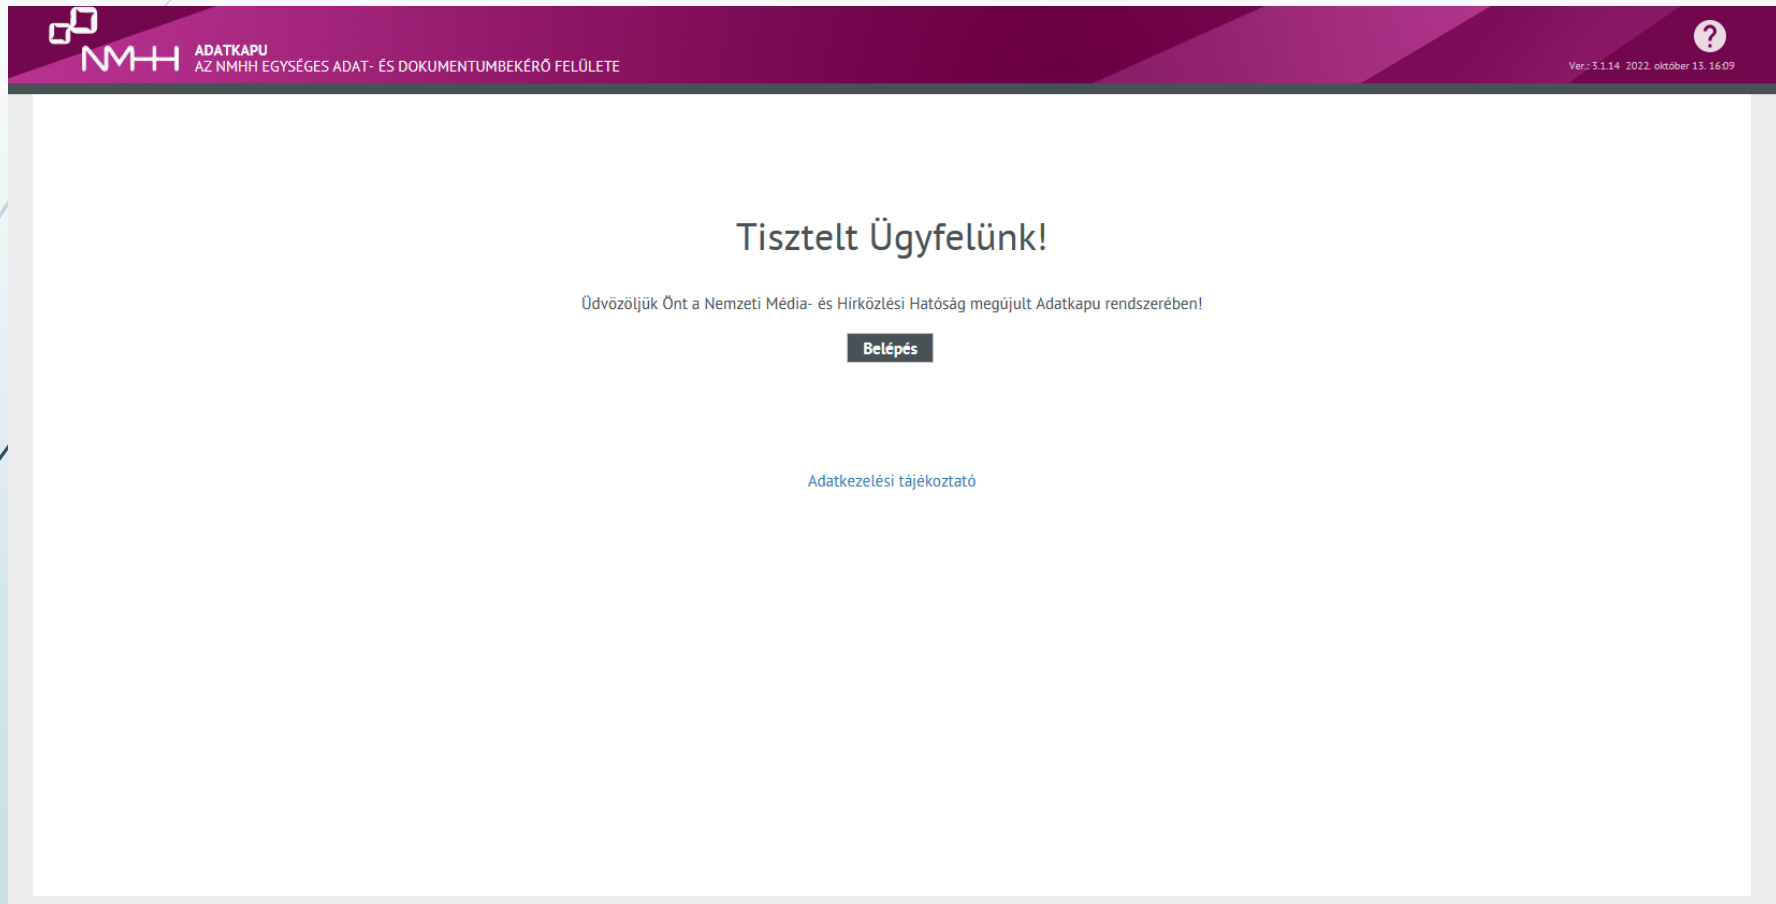 NMHH
ADATKAPU
AZ NMHH EGYSÉGES ADAT- ÉS DOKUMENTUMBEKÉRŐ FELÜLETE
?
Ver.: 3.1.14 2022. október 13. 16:09
Tisztelt Ügyfelünk!
Üdvözöljük Önt a Nemzeti Média- és Hírközlési Hatóság megújult Adatkapu rendszerében!
Belépés
Adatkezelési tájékoztató